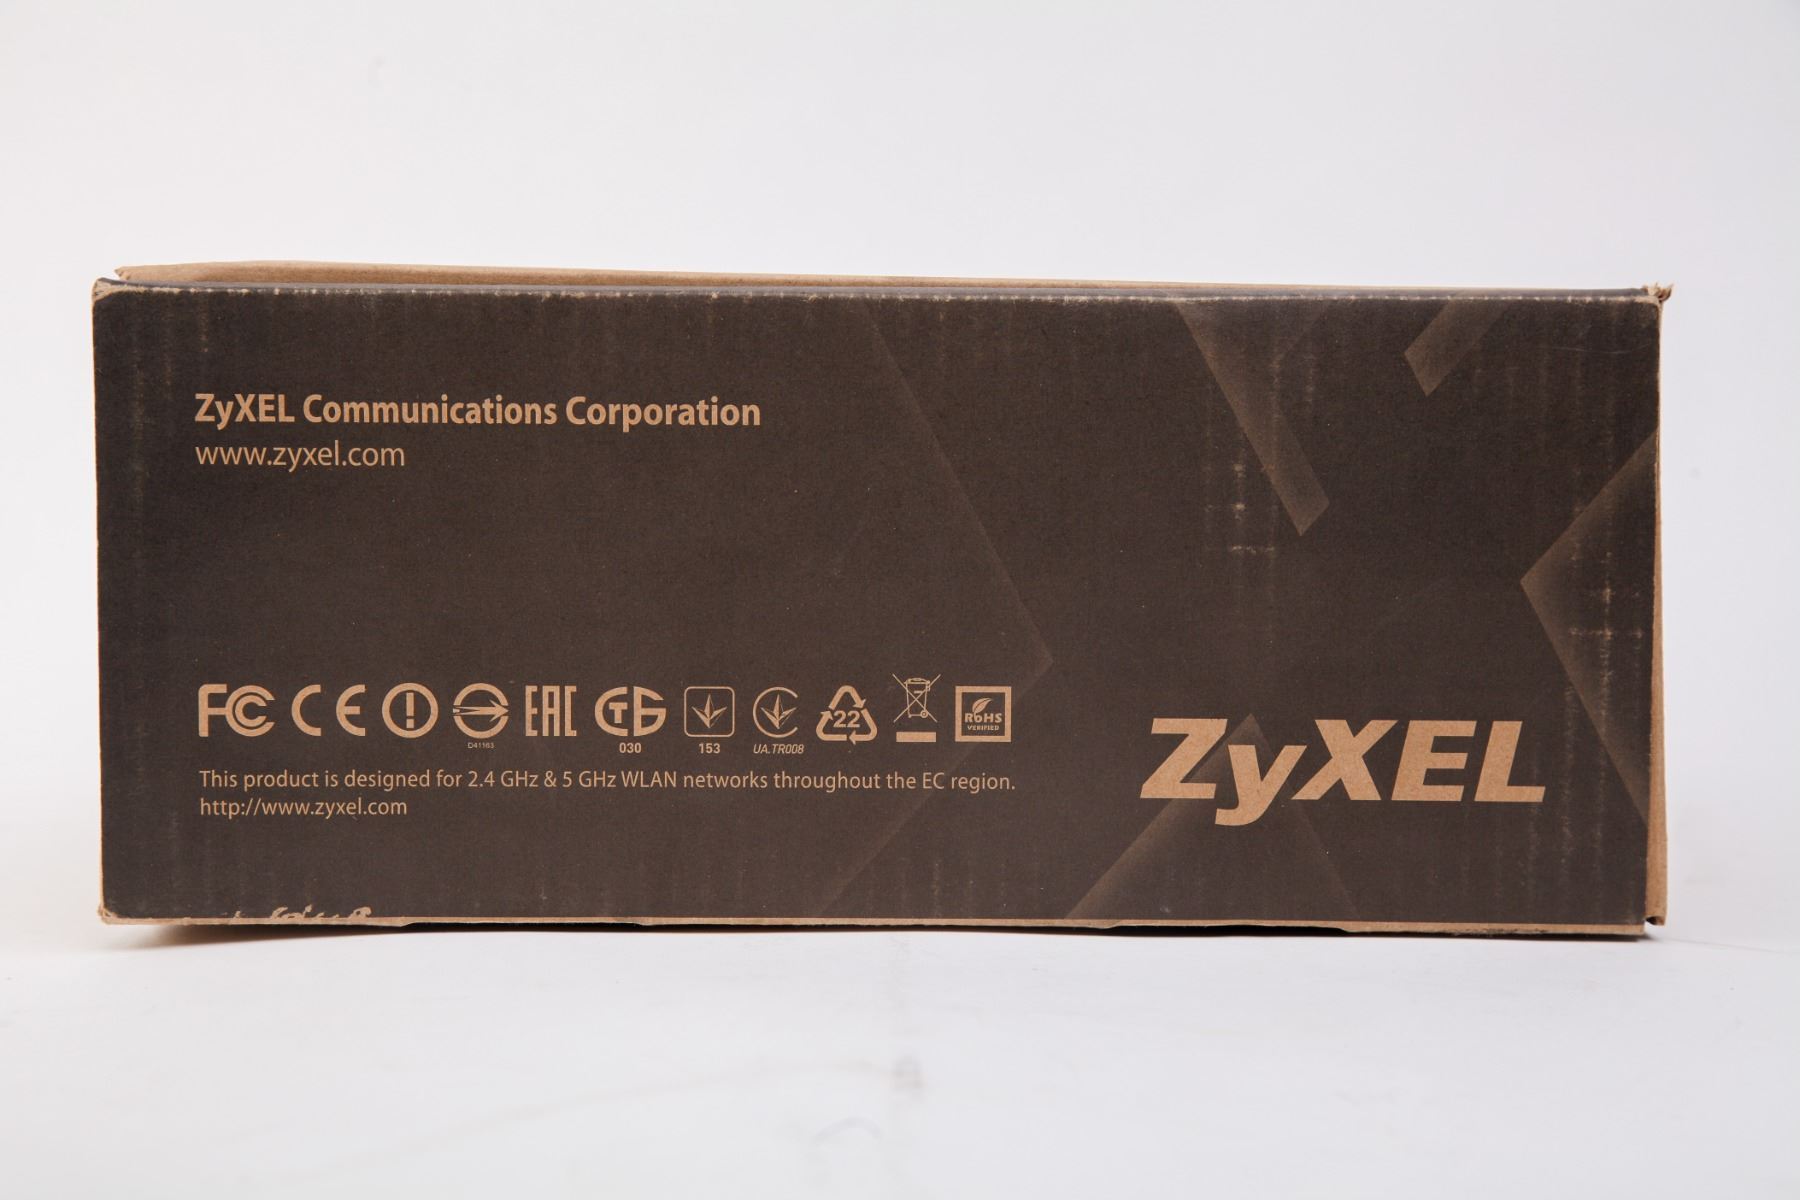 ZyXEL Communications Corporation
www.zyxel.com
FC CE EAC
D41163
030
153
UA.TR008
22
RoHS
VERIFIED
This product is designed for 2.4 GHz & 5 GHz WLAN networks throughout the EC region.
http://www.zyxel.com
ZyXEL